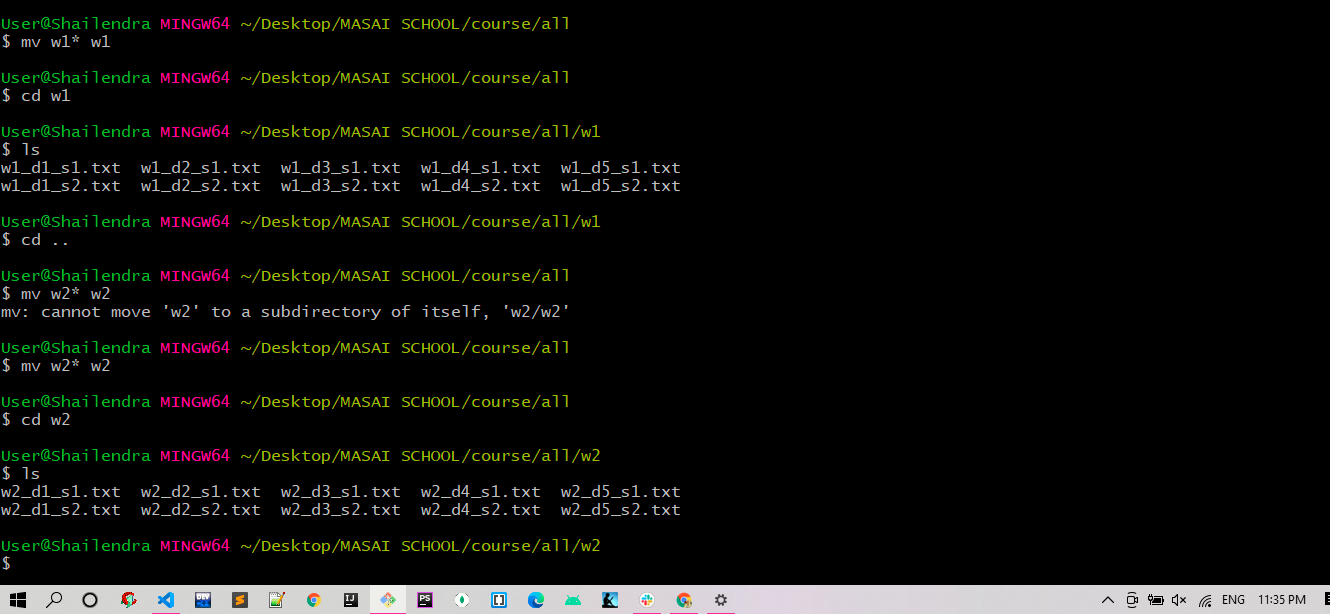 User@Shailendra MINGW64 ~/Desktop/MASAI SCHOOL/course/all
$ mv w1* w1
User@Shailendra MINGW64 ~/Desktop/MASAI SCHOOL/course/all
$ cd w1
User@Shailendra MINGW64 ~/Desktop/MASAI SCHOOL/course/all/w1
$ ls
w1_d1_s1.txt  w1_d2_s1.txt  w1_d3_s1.txt  w1_d4_s1.txt  w1_d5_s1.txt
w1_d1_s2.txt  w1_d2_s2.txt  w1_d3_s2.txt  w1_d4_s2.txt  w1_d5_s2.txt
User@Shailendra MINGW64 ~/Desktop/MASAI SCHOOL/course/all/w1
$ cd ..
User@Shailendra MINGW64 ~/Desktop/MASAI SCHOOL/course/all
$ mv w2* w2
mv: cannot move 'w2' to a subdirectory of itself, 'w2/w2'
User@Shailendra MINGW64 ~/Desktop/MASAI SCHOOL/course/all
$ mv w2* w2
User@Shailendra MINGW64 ~/Desktop/MASAI SCHOOL/course/all
$ cd w2
User@Shailendra MINGW64 ~/Desktop/MASAI SCHOOL/course/all/w2
$ ls
w2_d1_s1.txt  w2_d2_s1.txt  w2_d3_s1.txt  w2_d4_s1.txt  w2_d5_s1.txt
w2_d1_s2.txt  w2_d2_s2.txt  w2_d3_s2.txt  w2_d4_s2.txt  w2_d5_s2.txt
User@Shailendra MINGW64 ~/Desktop/MASAI SCHOOL/course/all/w2
$
IJ PS ENG 11:35 PM